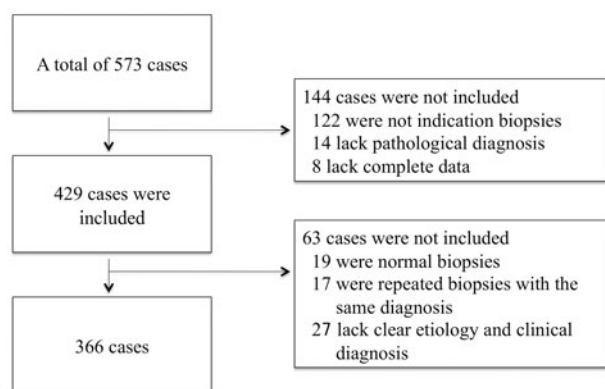 A total of 573 cases
144 cases were not included
122 were not indication biopsies
14 lack pathological diagnosis
8 lack complete data
429 cases were
included
63 cases were not included
19 were normal biopsies
17 were repeated biopsies with the
same diagnosis
27 lack clear etiology and clinical
diagnosis
366 cases